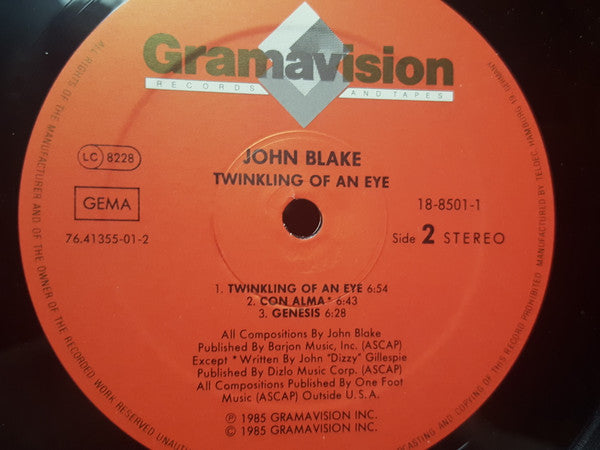 Gramavision
RECORDS AND TAPES
LC 8228
JOHN BLAKE
TWINKLING OF AN EYE
GEMA
18-8501-1
76.41355-01-2
Side 2 STEREO
1. TWINKLING OF AN EYE 6:54
2. CON ALMA* 6:43
3. GENESIS 6:28
All Compositions By John Blake
Published By Barjon Music, Inc. (ASCAP)
Except *Written By John "Dizzy" Gillespie
Published By Dizlo Music Corp. (ASCAP)
All Compositions Published By One Foot
Music (ASCAP) Outside U.S.A.
℗ 1985 GRAMAVISION INC.
© 1985 GRAMAVISION INC.
ALL RIGHTS OF THE MANUFACTURER AND OF THE OWNER OF THE RECORDED WORK RESERVED
COPYING OF THIS RECORD PROHIBITED
MANUFACTURED BY TELDEC, HAMBURG, W. GERMANY